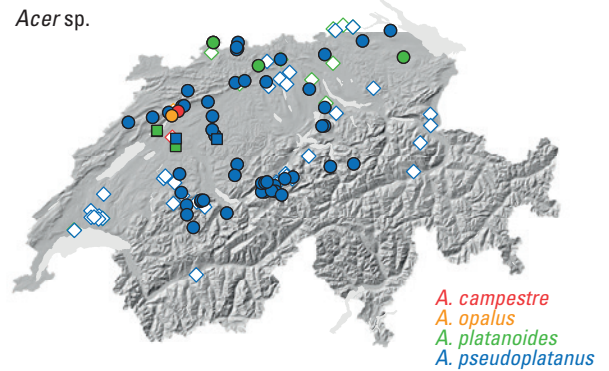 Acer sp.
A. campestre
A. opalus
A. platanoides
A. pseudoplatanus